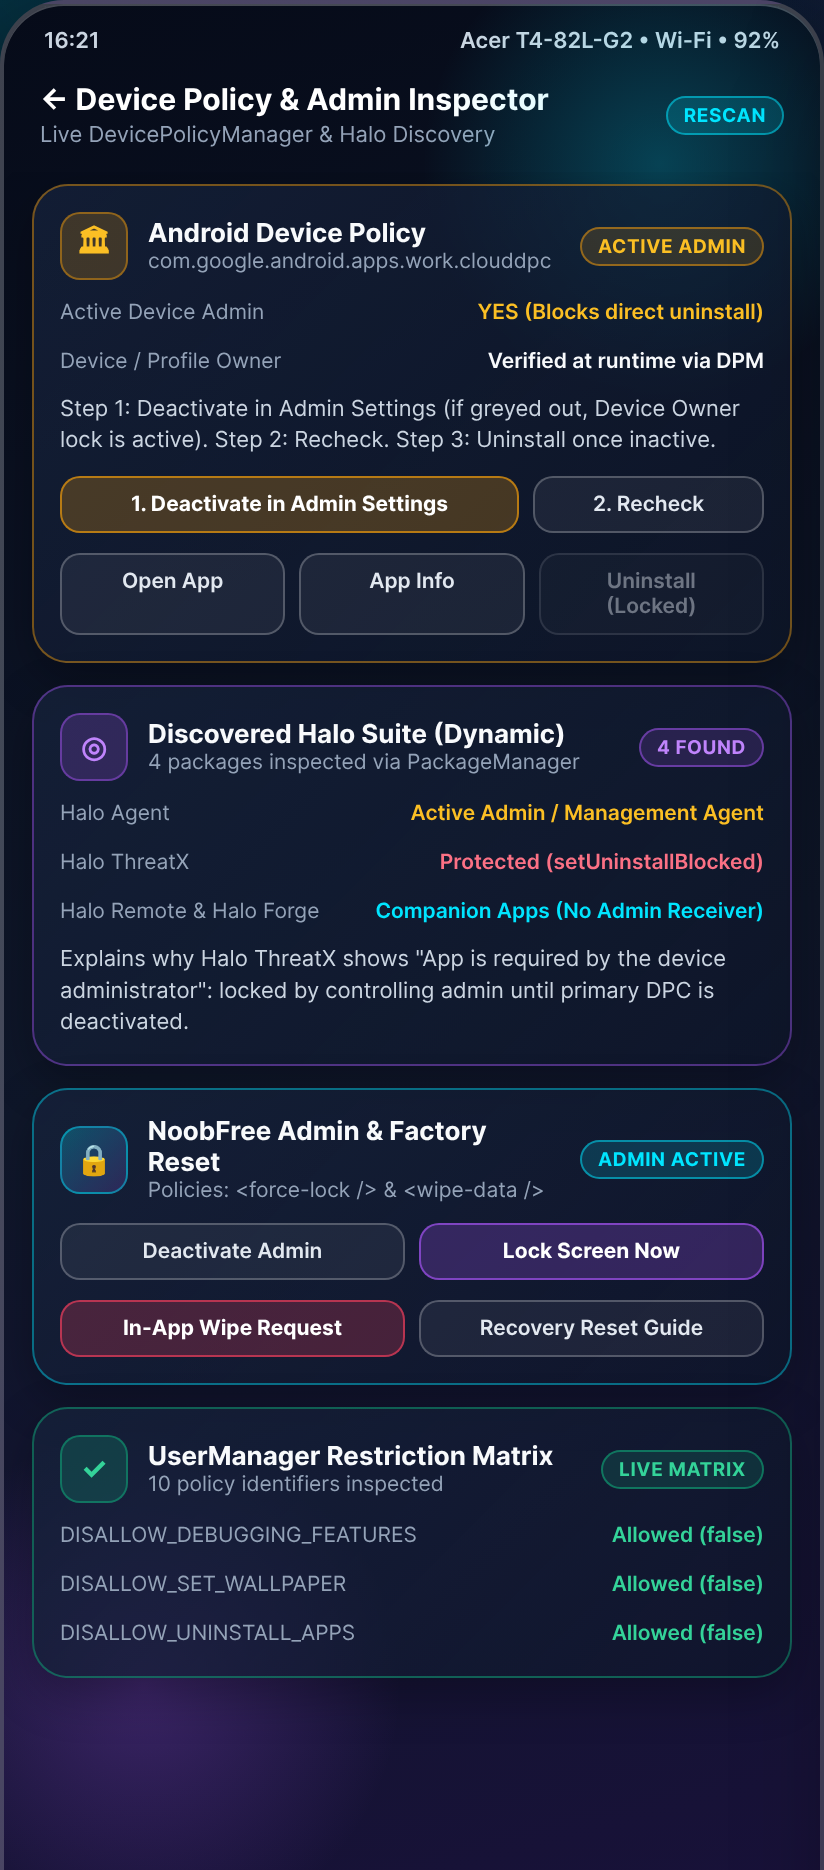 16:21
Acer T4-82L-G2 • Wi-Fi • 92%
← Device Policy & Admin Inspector
Live DevicePolicyManager & Halo Discovery
RESCAN
Android Device Policy
com.google.android.apps.work.clouddpc
ACTIVE ADMIN
Active Device Admin
YES (Blocks direct uninstall)
Device / Profile Owner
Verified at runtime via DPM
Step 1: Deactivate in Admin Settings (if greyed out, Device Owner
lock is active). Step 2: Recheck. Step 3: Uninstall once inactive.
1. Deactivate in Admin Settings
2. Recheck
Open App
App Info
Uninstall
(Locked)
Discovered Halo Suite (Dynamic)
4 packages inspected via PackageManager
4 FOUND
Halo Agent
Active Admin / Management Agent
Halo ThreatX
Protected (setUninstallBlocked)
Halo Remote & Halo Forge
Companion Apps (No Admin Receiver)
Explains why Halo ThreatX shows "App is required by the device
administrator": locked by controlling admin until primary DPC is
deactivated.
NoobFree Admin & Factory
Reset
Policies: <force-lock /> & <wipe-data />
ADMIN ACTIVE
Deactivate Admin
Lock Screen Now
In-App Wipe Request
Recovery Reset Guide
UserManager Restriction Matrix
10 policy identifiers inspected
LIVE MATRIX
DISALLOW_DEBUGGING_FEATURES
Allowed (false)
DISALLOW_SET_WALLPAPER
Allowed (false)
DISALLOW_UNINSTALL_APPS
Allowed (false)